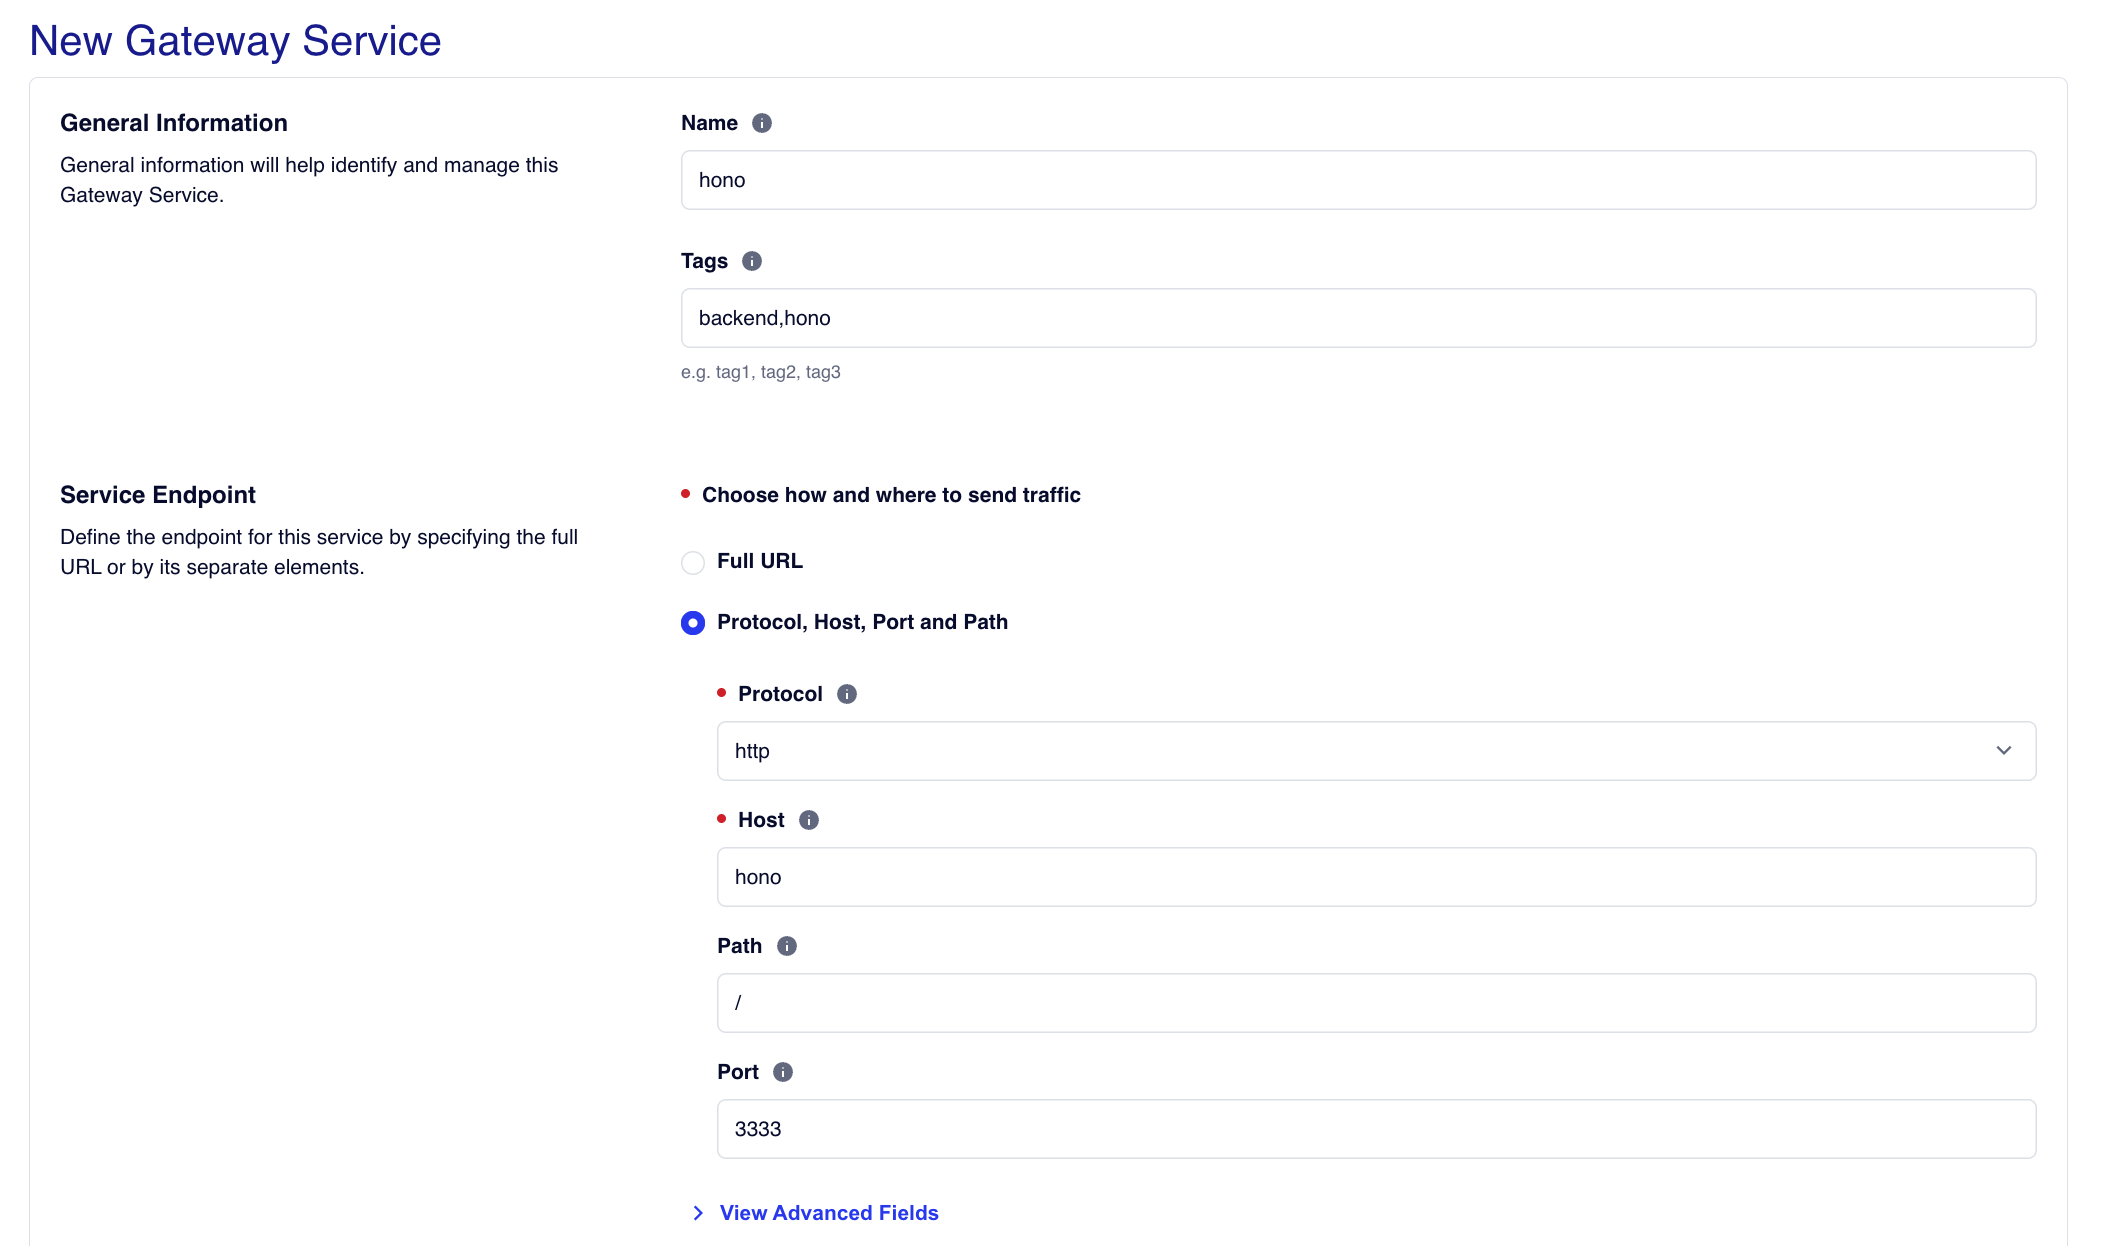 New Gateway Service
General Information
General information will help identify and manage this
Gateway Service.
Name
hono
Tags
backend,hono
e.g. tag1, tag2, tag3
Service Endpoint
Define the endpoint for this service by specifying the full
URL or by its separate elements.
Choose how and where to send traffic
Full URL
Protocol, Host, Port and Path
Protocol
http
Host
hono
Path
/
Port
3333
View Advanced Fields